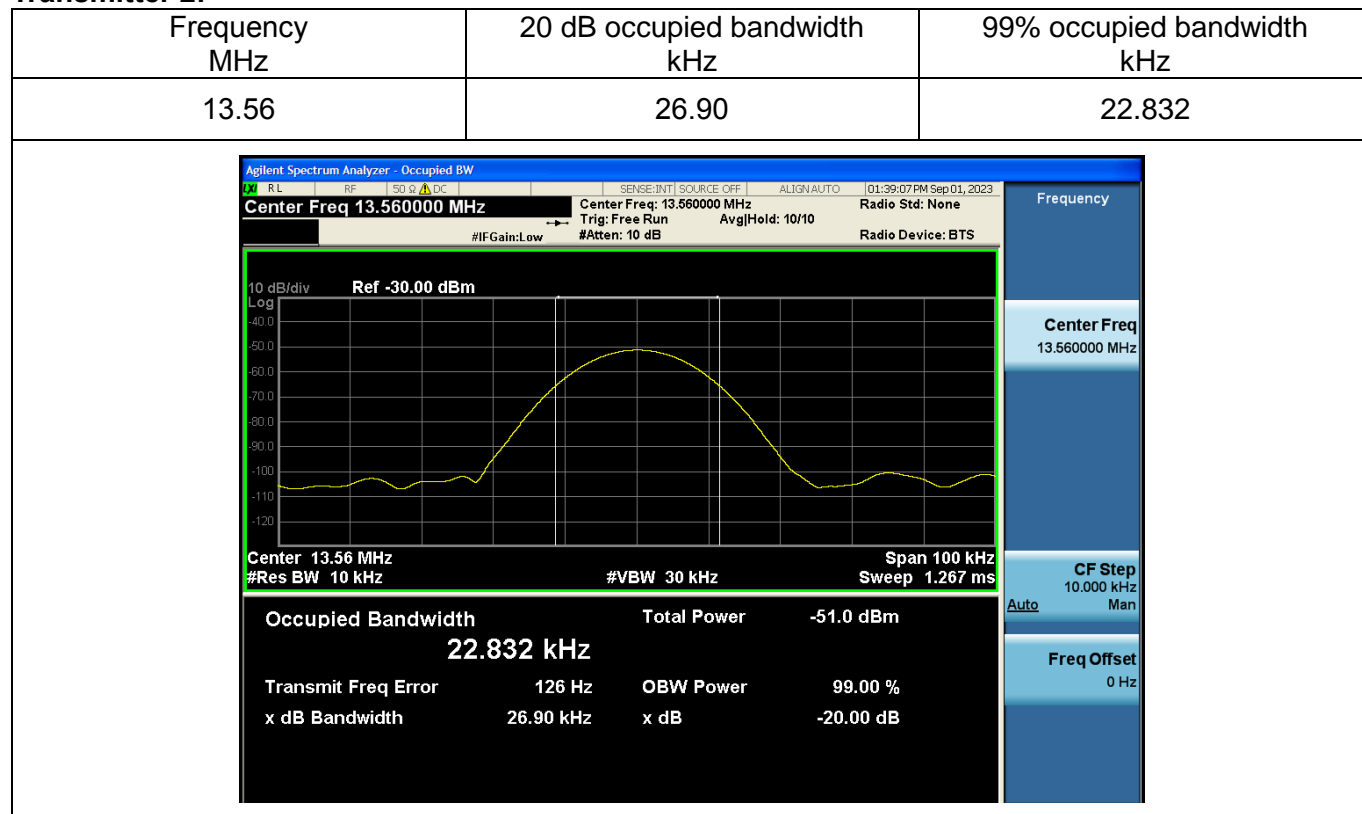 Frequency
MHz
20 dB occupied bandwidth
kHz
99% occupied bandwidth
kHz
13.56
26.90
22.832
Agilent Spectrum Analyzer - Occupied BW
LXI RL RF 50 Ω DC SENSE:INT SOURCE OFF ALIGN AUTO 01:39:07 PM Sep 01, 2023
Center Freq 13.560000 MHz
Center Freq: 13.560000 MHz
Radio Std: None
Trig: Free Run Avg|Hold: 10/10
#IFGain:Low #Atten: 10 dB
Radio Device: BTS
10 dB/div Ref -30.00 dBm
Log
-40.0
-50.0
-60.0
-70.0
-80.0
-90.0
-100
-110
-120
Center 13.56 MHz Span 100 kHz
#Res BW 10 kHz #VBW 30 kHz Sweep 1.267 ms
Occupied Bandwidth Total Power -51.0 dBm
22.832 kHz
Transmit Freq Error 126 Hz OBW Power 99.00 %
x dB Bandwidth 26.90 kHz x dB -20.00 dB
Frequency
Center Freq
13.560000 MHz
CF Step
10.000 kHz
Auto Man
Freq Offset
0 Hz